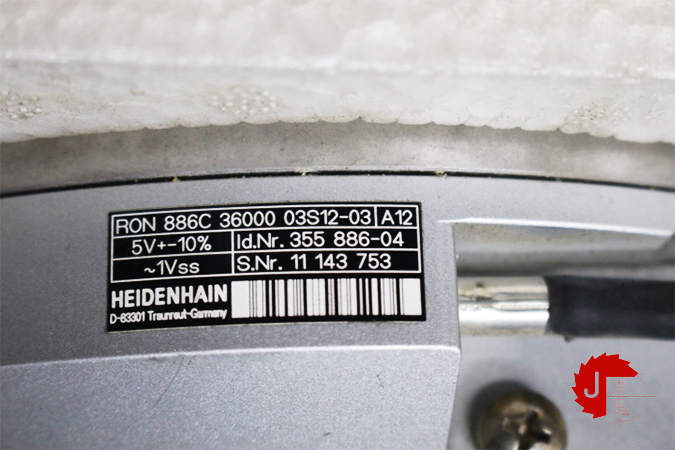 RON 886C 36000 03S12-03 A12
5V+-10% Id.Nr. 355 886-04
~1Vss S.Nr. 11 143 753
HEIDENHAIN
D-83301 Traunreut-Germany
J